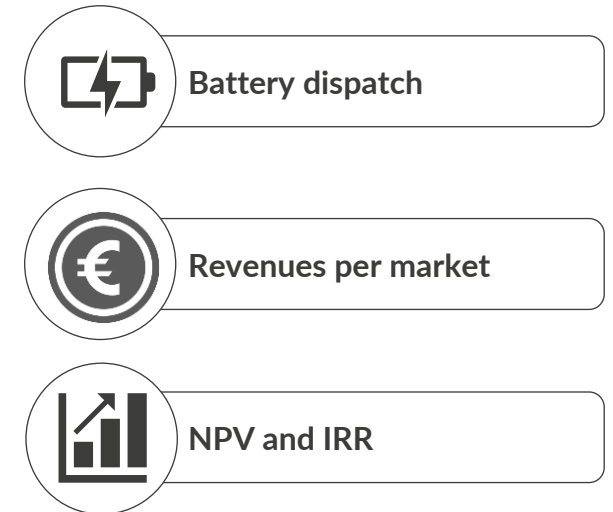 Battery dispatch
€
Revenues per market
NPV and IRR